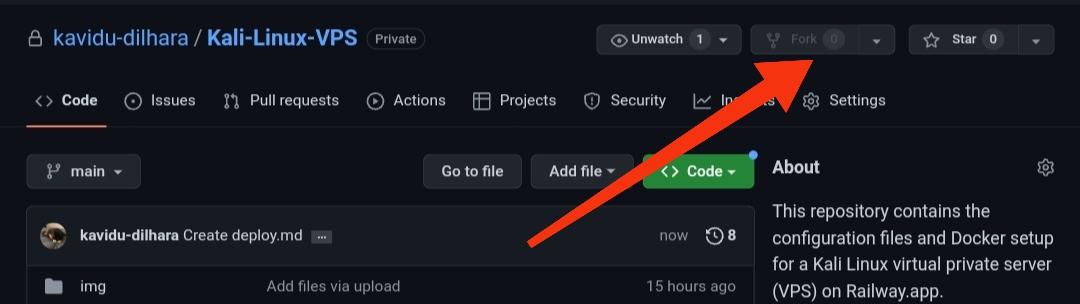 kavidu-dilhara / Kali-Linux-VPS Private
Unwatch 1
Fork 0
Star 0
Code
Issues
Pull requests
Actions
Projects
Security
Settings
main
Go to file
Add file
Code
About
This repository contains the
configuration files and Docker setup
for a Kali Linux virtual private server
(VPS) on Railway.app.
kavidu-dilhara Create deploy.md ...
now
8
img
Add files via upload
15 hours ago